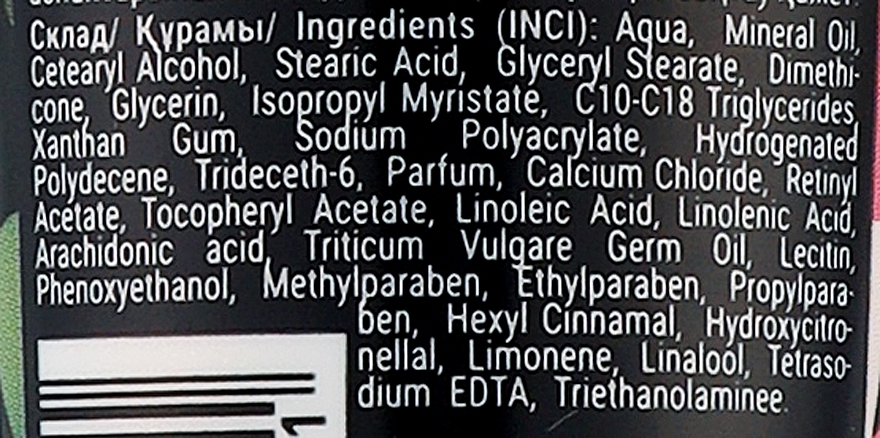 Склад/ Құрамы/ Ingredients (INCI): Aqua, Mineral Oil,
Cetearyl Alcohol, Stearic Acid, Glyceryl Stearate, Dimethi-
cone, Glycerin, Isopropyl Myristate, C10-C18 Triglycerides,
Xanthan Gum, Sodium Polyacrylate, Hydrogenated
Polydecene, Trideceth-6, Parfum, Calcium Chloride, Retinyl
Acetate, Tocopheryl Acetate, Linoleic Acid, Linolenic Acid,
Arachidonic acid, Triticum Vulgare Germ Oil, Lecitin,
Phenoxyethanol, Methylparaben, Ethylparaben, Propylpara-
ben, Hexyl Cinnamal, Hydroxycitro-
nellal, Limonene, Linalool, Tetraso-
dium EDTA, Triethanolaminee.
1